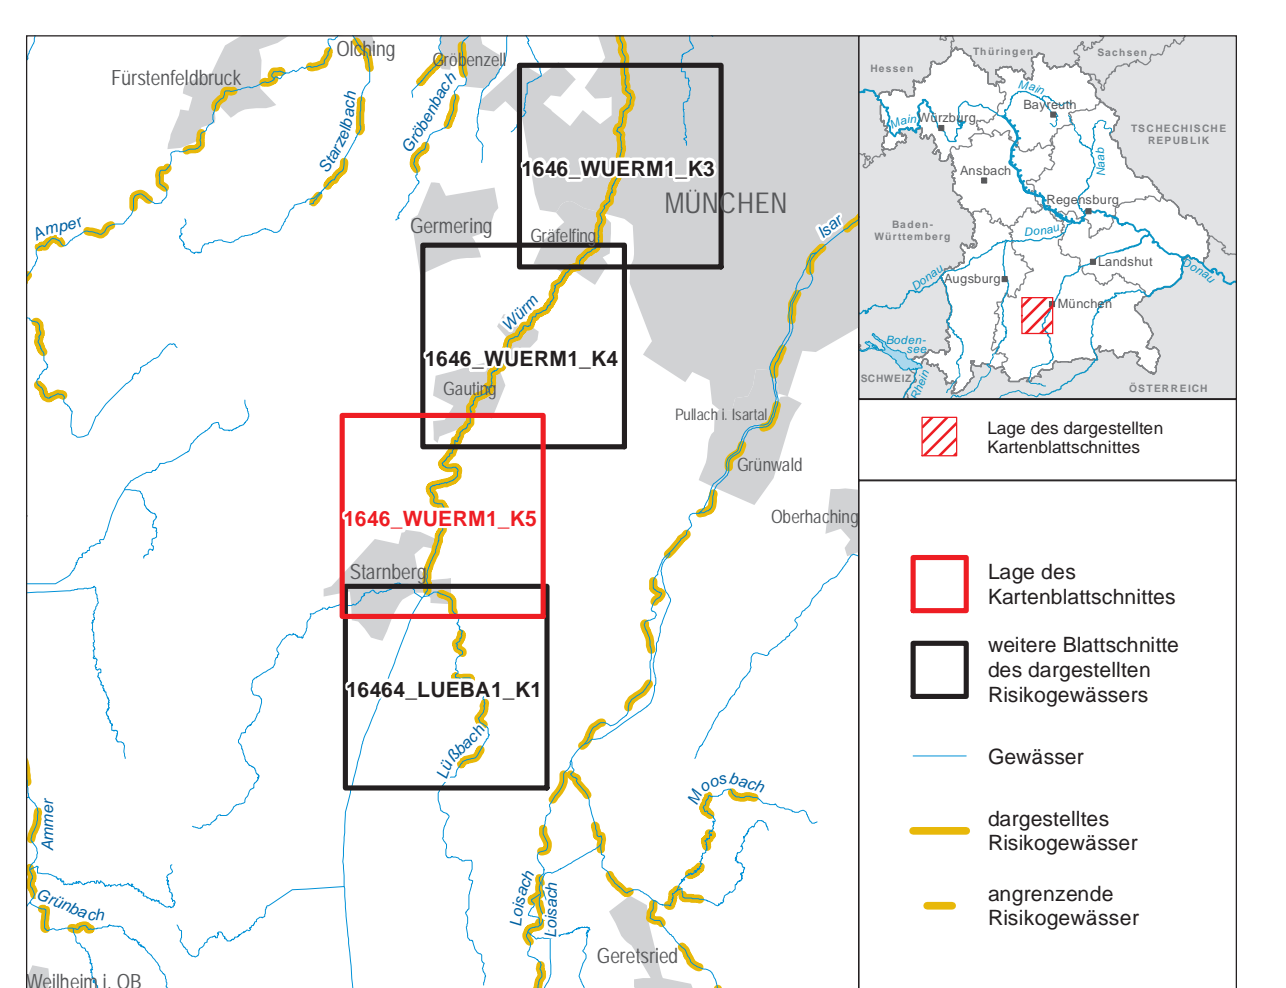 Olching
Gröbenzell
Fürstenfeldbruck
Starzelbach
Gröbenbach
1646_WUERM1_K3
MÜNCHEN
Amper
Germering
Gräfelfing
Isar
Würm
1646_WUERM1_K4
Gauting
Pullach i. Isartal
Grünwald
1646_WUERM1_K5
Oberhaching
Starnberg
16464_LUEBA1_K1
Lüßbach
Moosbach
Ammer
Grünbach
Loisach
Loisach
Geretsried
Weilheim i. OB
Thüringen
Sachsen
Hessen
Main
Bayreuth
Main
Würzburg
TSCHECHISCHE
REPUBLIK
Naab
Ansbach
Regensburg
Baden-
Württemberg
Donau
Landshut
Donau
Donau
Augsburg
München
Boden-
see
SCHWEIZ
Rhein
ÖSTERREICH
Lage des dargestellten
Kartenblattschnittes
Lage des
Kartenblattschnittes
weitere Blattschnitte
des dargestellten
Risikogewässers
Gewässer
dargestelltes
Risikogewässer
angrenzende
Risikogewässer